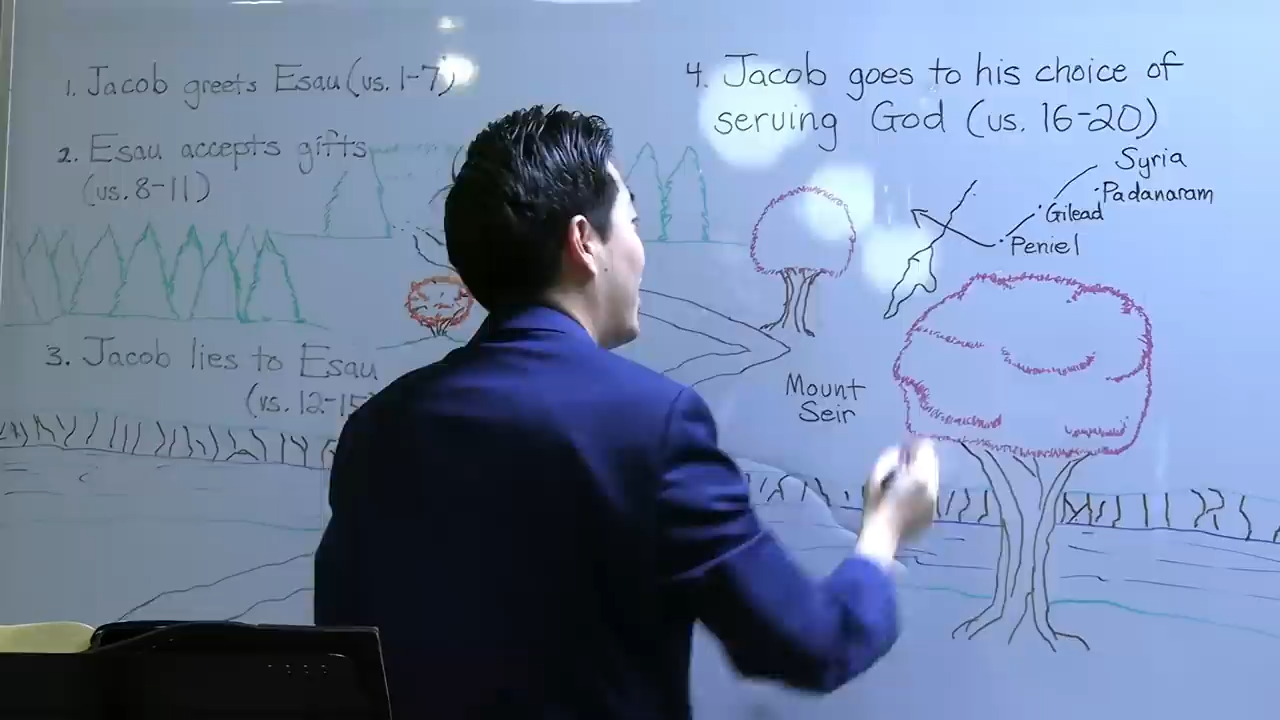 1. Jacob greets Esau (vs. 1-7)
2. Esau accepts gifts
(vs. 8-11)
3. Jacob lies to Esau
(vs. 12-15
4. Jacob goes to his choice of
serving God (vs. 16-20)
Syria
Padanaram
Gilead
Peniel
Mount
Seir